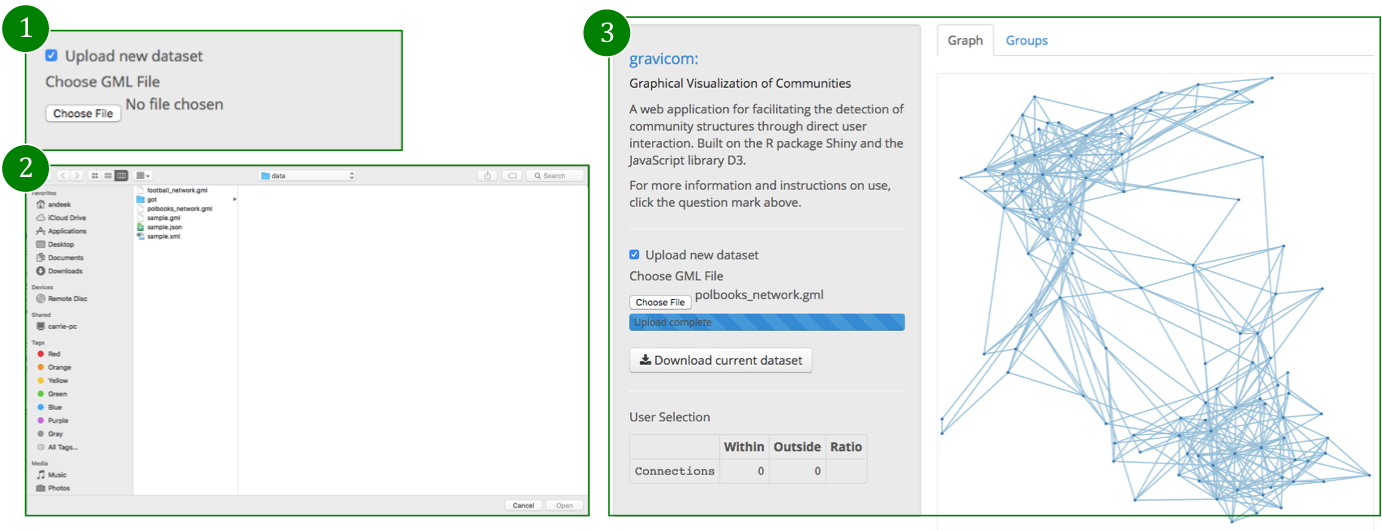 1
Upload new dataset
Choose GML File
Choose File No file chosen
2
data
Search
Favorites
andeek
iCloud Drive
Applications
Desktop
Documents
Downloads
Devices
Remote Disc
Shared
carrie-pc
Tags
Red
Orange
Yellow
Green
Blue
Purple
Gray
All Tags...
Media
Music
Photos
football_network.gml
got
polbooks_network.gml
sample.gml
sample.json
sample.xml
Cancel Open
3
gravicom:
Graphical Visualization of Communities
A web application for facilitating the detection of
community structures through direct user
interaction. Built on the R package Shiny and the
JavaScript library D3.
For more information and instructions on use,
click the question mark above.
Upload new dataset
Choose GML File
Choose File polbooks_network.gml
Upload complete
Download current dataset
User Selection
Within Outside Ratio
Connections 0 0
Graph Groups